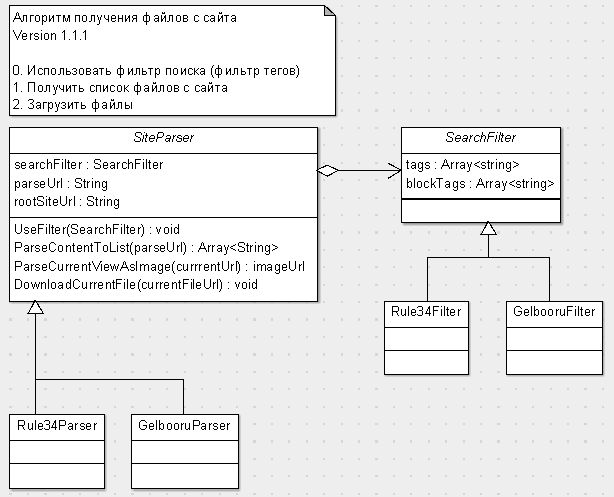 Алгоритм получения файлов с сайта
Version 1.1.1
0. Использовать фильтр поиска (фильтр тегов)
1. Получить список файлов с сайта
2. Загрузить файлы
SiteParser
searchFilter : SearchFilter
parseUrl : String
rootSiteUrl : String
UseFilter(SearchFilter) : void
ParseContentToList(parseUrl) : Array<String>
ParseCurrentViewAsImage(currrentUrl) : imageUrl
DownloadCurrentFile(currentFileUrl) : void
SearchFilter
tags : Array<string>
blockTags : Array<string>
Rule34Filter
GelbooruFilter
Rule34Parser
GelbooruParser